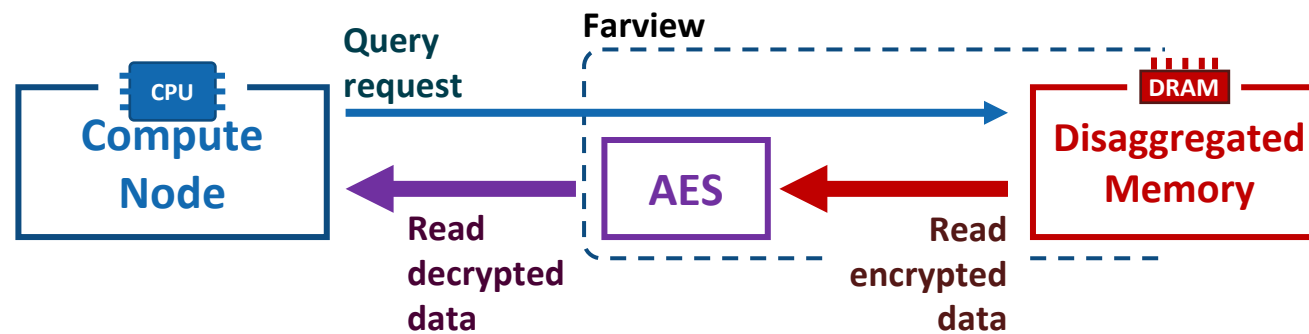 Farview
Query
request
CPU
Compute
Node
DRAM
Disaggregated
Memory
AES
Read
decrypted
data
Read
encrypted
data